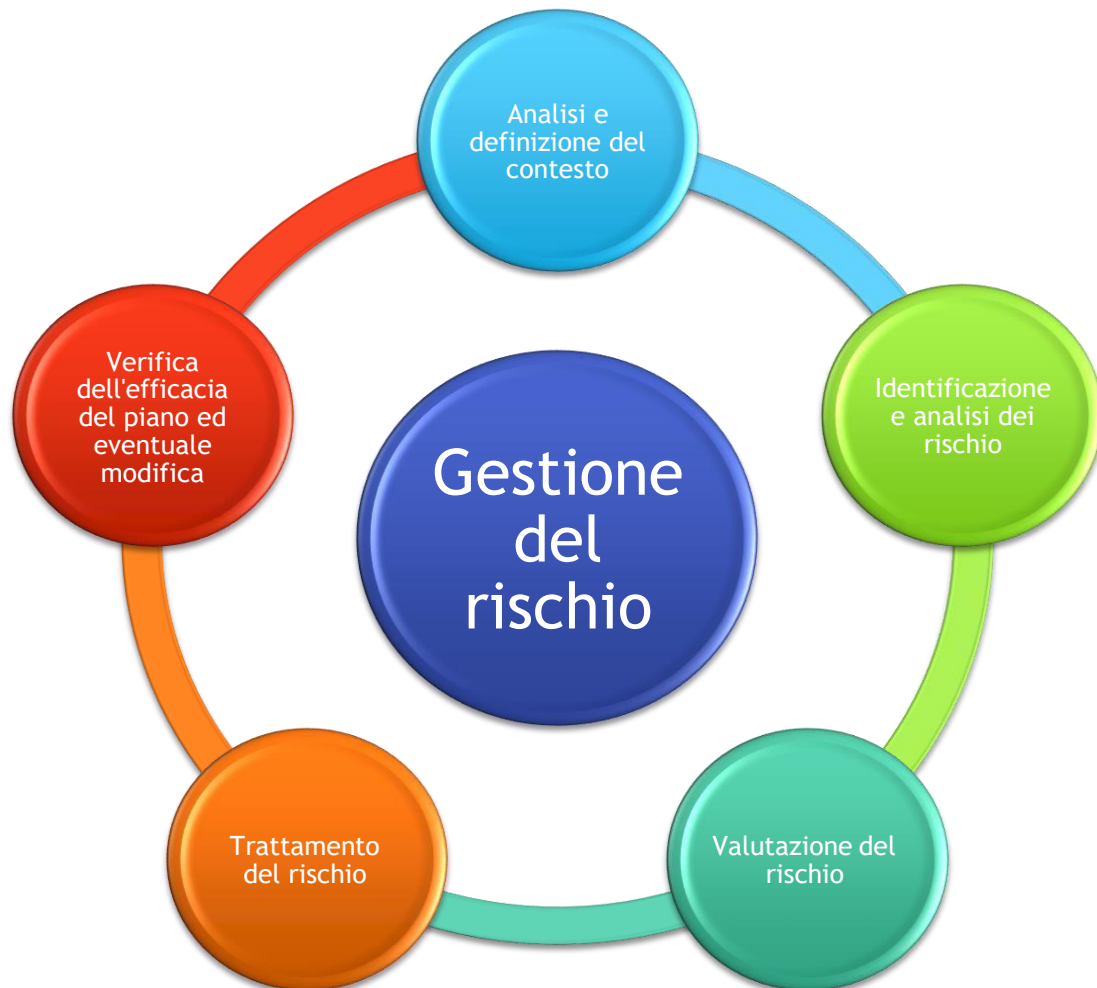 Analisi e
definizione del
contesto
Identificazione
e analisi dei
rischio
Valutazione del
rischio
Trattamento
del rischio
Verifica
dell'efficacia
del piano ed
eventuale
modifica
Gestione
del
rischio